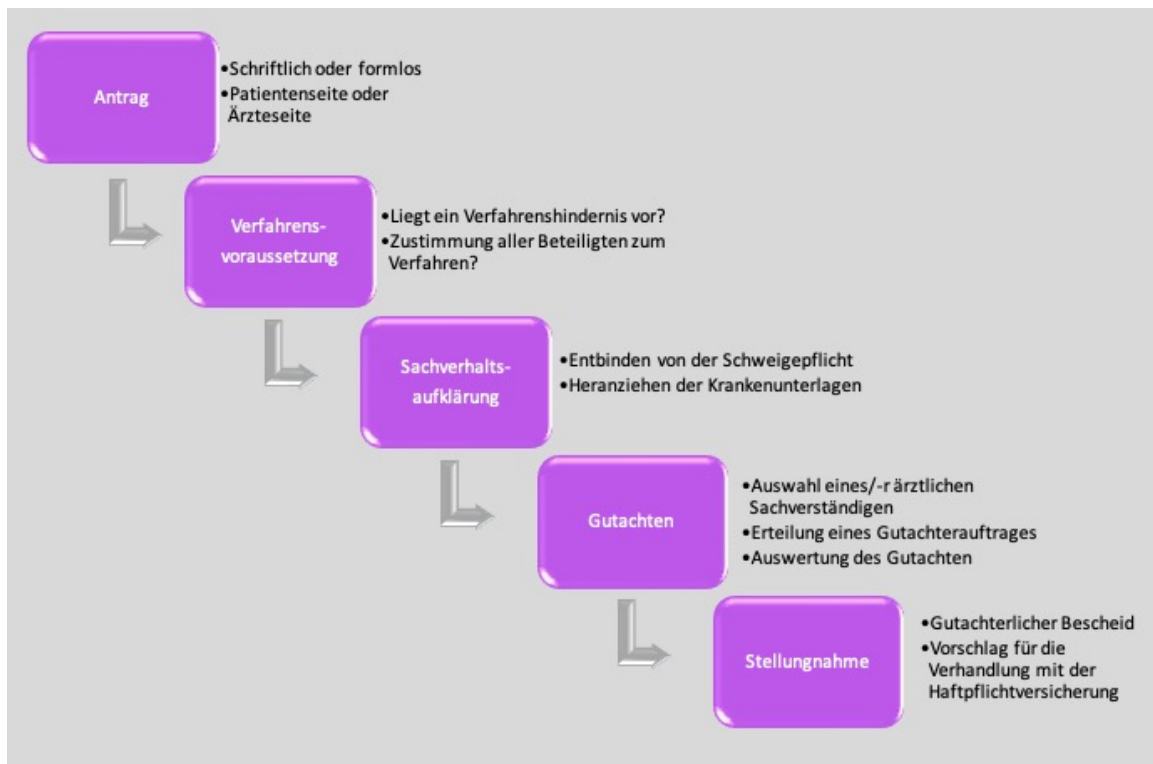 Antrag
•Schriftlich oder formlos
•Patientenseite oder
Ärzteseite
Verfahrens-
voraussetzung
•Liegt ein Verfahrenshindernis vor?
•Zustimmung aller Beteiligten zum
Verfahren?
Sachverhalts-
aufklärung
•Entbinden von der Schweigepflicht
•Heranziehen der Krankenunterlagen
Gutachten
•Auswahl eines/-r ärztlichen
Sachverständigen
•Erteilung eines Gutachterauftrages
•Auswertung des Gutachten
Stellungnahme
•Gutachterlicher Bescheid
•Vorschlag für die
Verhandlung mit der
Haftpflichtversicherung